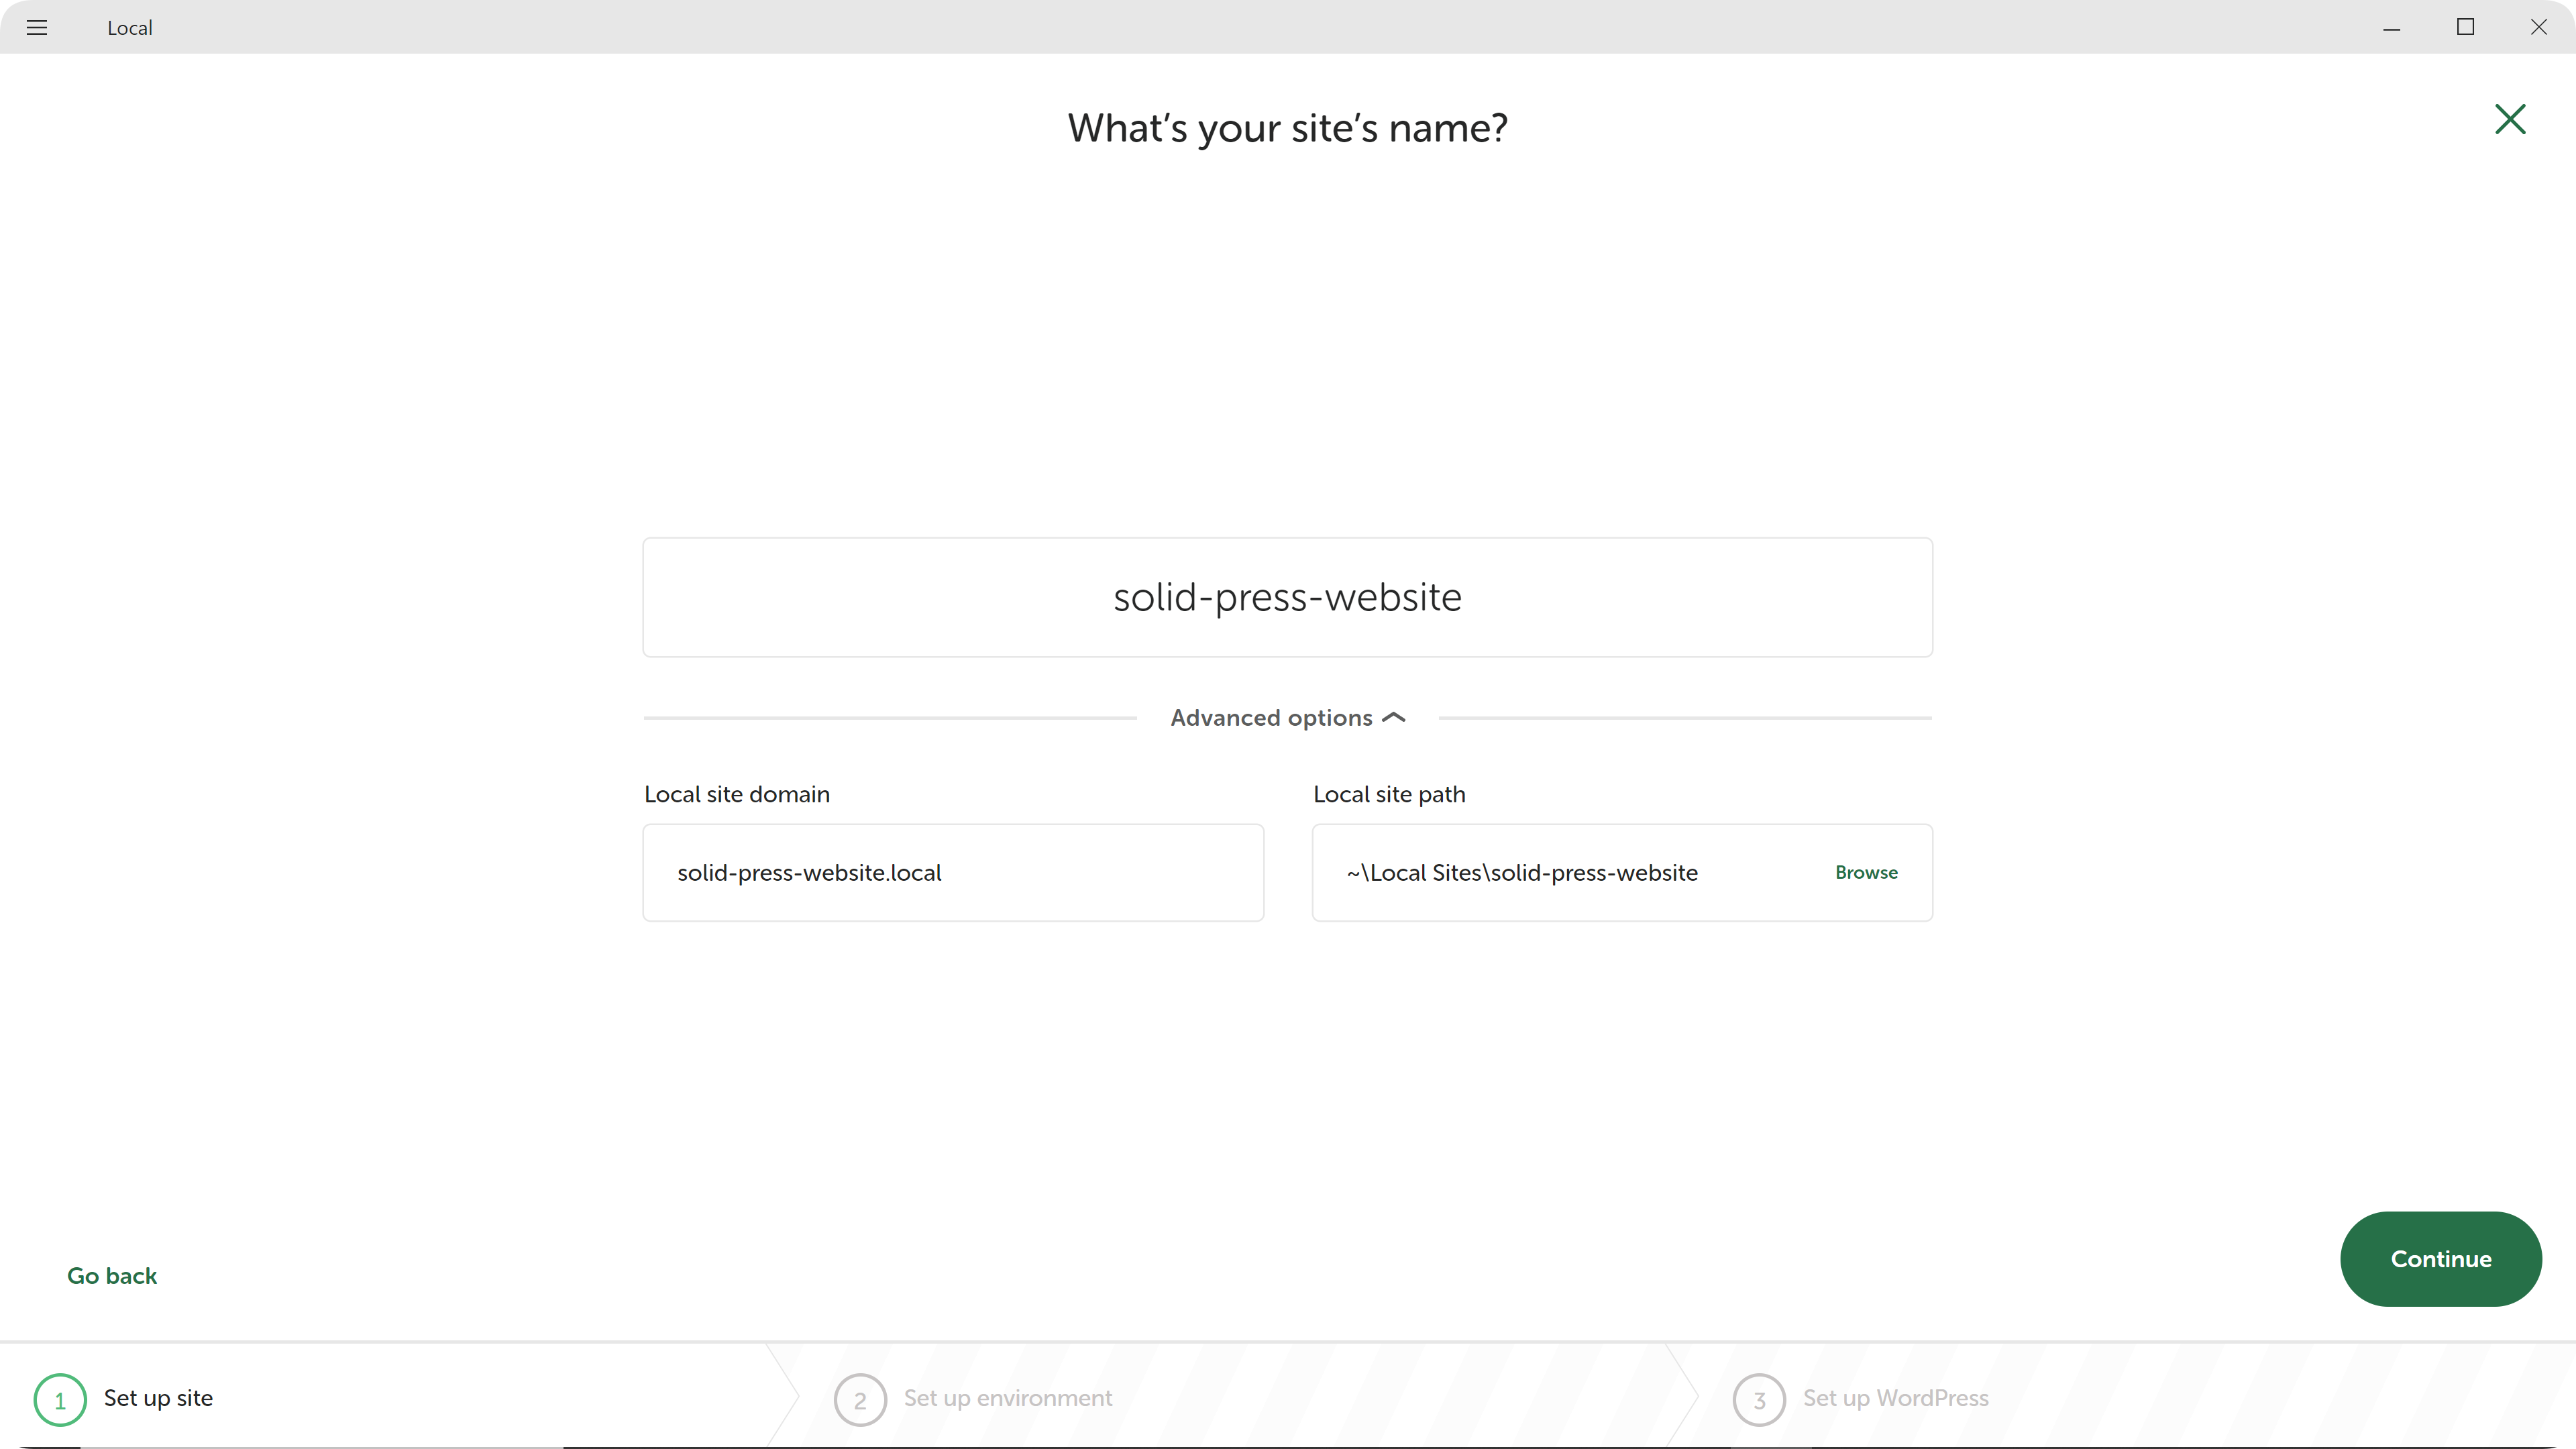 Local
What’s your site’s name?
solid-press-website
Advanced options
Local site domain
Local site path
solid-press-website.local
~\Local Sites\solid-press-website
Browse
Go back
Continue
1 Set up site
2 Set up environment
3 Set up WordPress